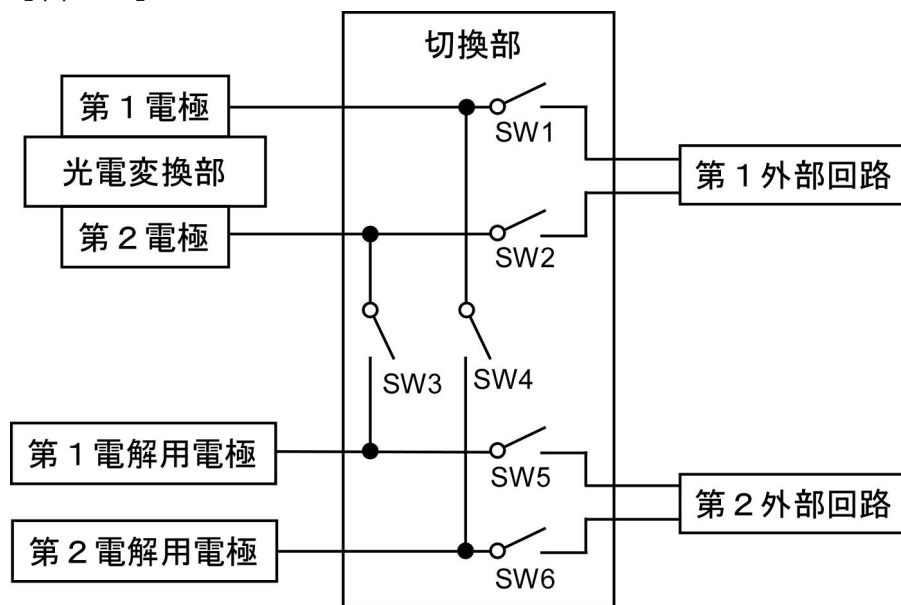 切換部
第1電極
SW1
光電変換部
第1外部回路
第2電極
SW2
SW3
SW4
第1電解用電極
SW5
第2外部回路
第2電解用電極
SW6